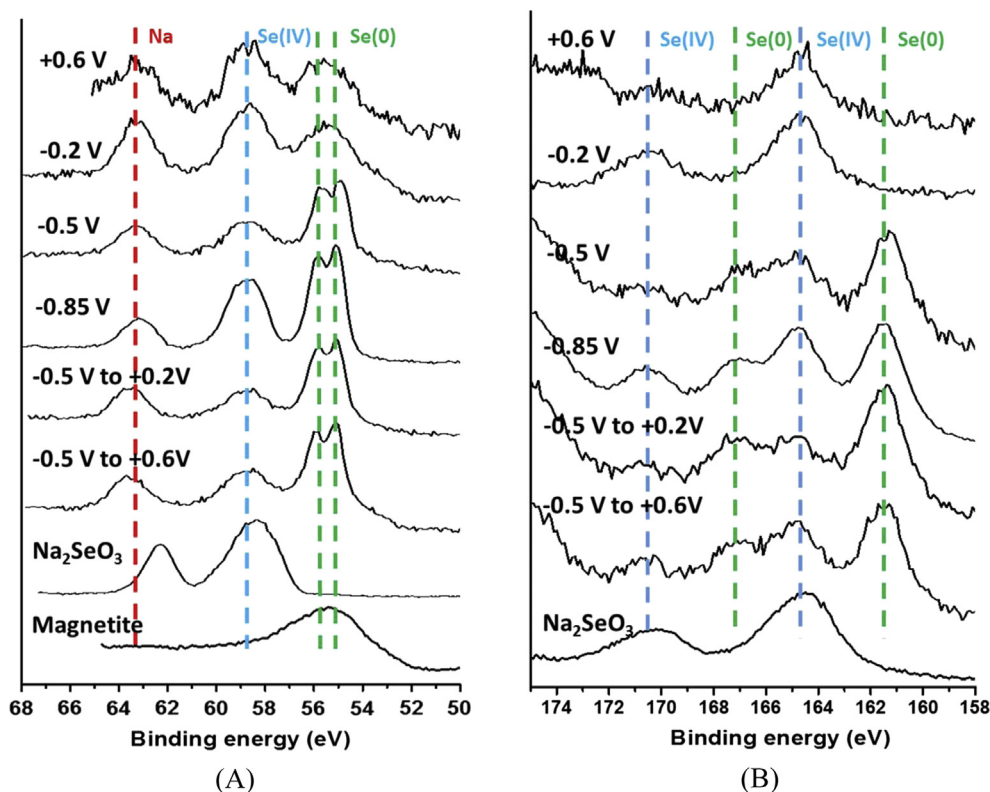 Na Se(IV) Se(0)
+0.6 V
-0.2 V
-0.5 V
-0.85 V
-0.5 V to +0.2V
-0.5 V to +0.6V
Na₂SeO₃
Magnetite
68 66 64 62 60 58 56 54 52 50
Binding energy (eV)
(A)
Se(IV) Se(0) Se(IV) Se(0)
+0.6 V
-0.2 V
-0.5 V
-0.85 V
-0.5 V to +0.2V
-0.5 V to +0.6V
Na₂SeO₃
175 172 170 167 165 164 162 160 158
Binding energy (eV)
(B)